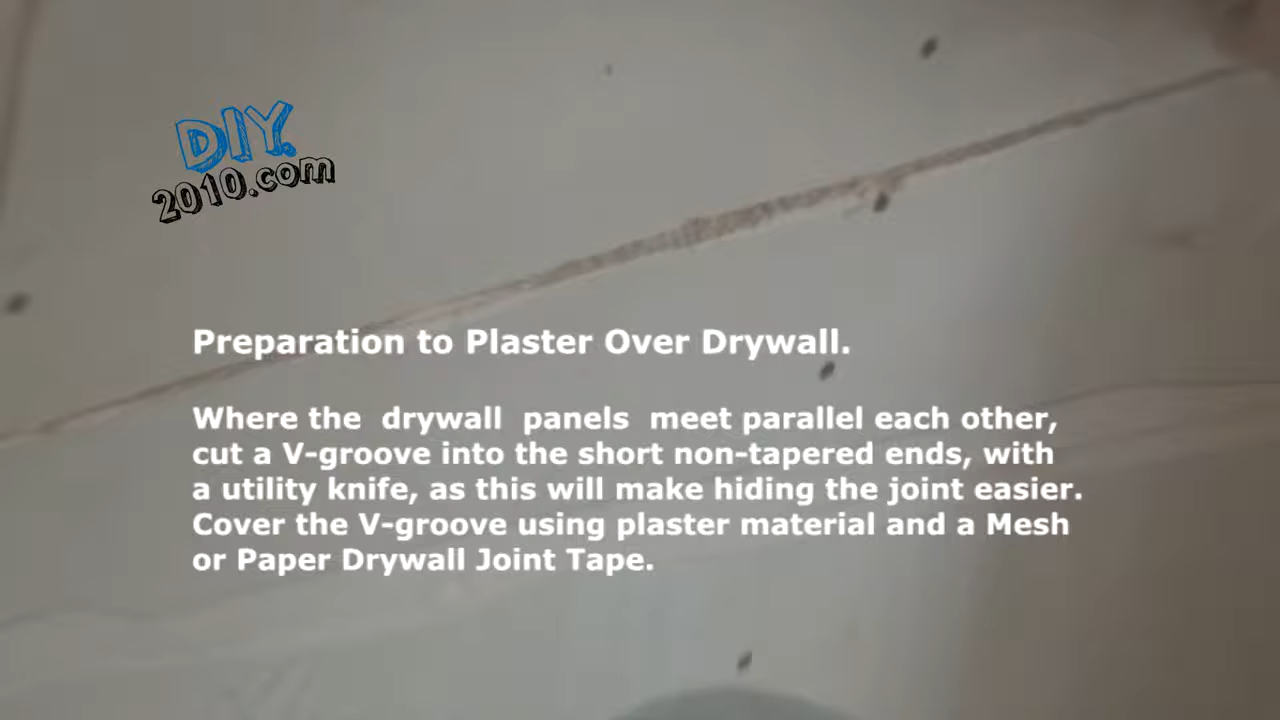 DIY.
2010.com
Preparation to Plaster Over Drywall.
Where the drywall panels meet parallel each other,
cut a V-groove into the short non-tapered ends, with
a utility knife, as this will make hiding the joint easier.
Cover the V-groove using plaster material and a Mesh
or Paper Drywall Joint Tape.